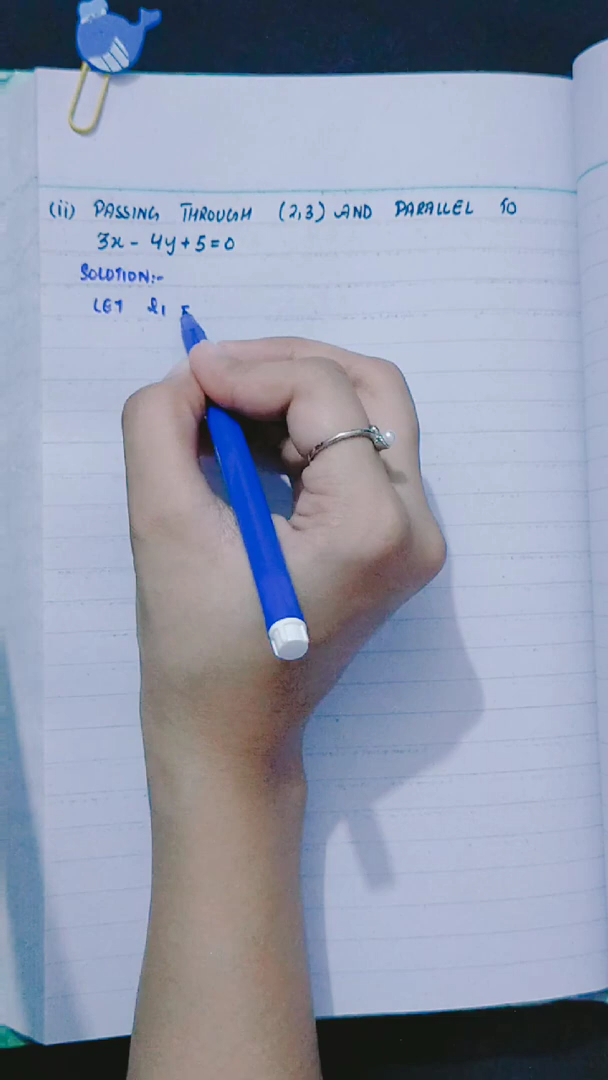 (ii) PASSING THROUGH (2,3) AND PARALLEL TO
3x - 4y + 5 = 0
SOLUTION:-
LET l1